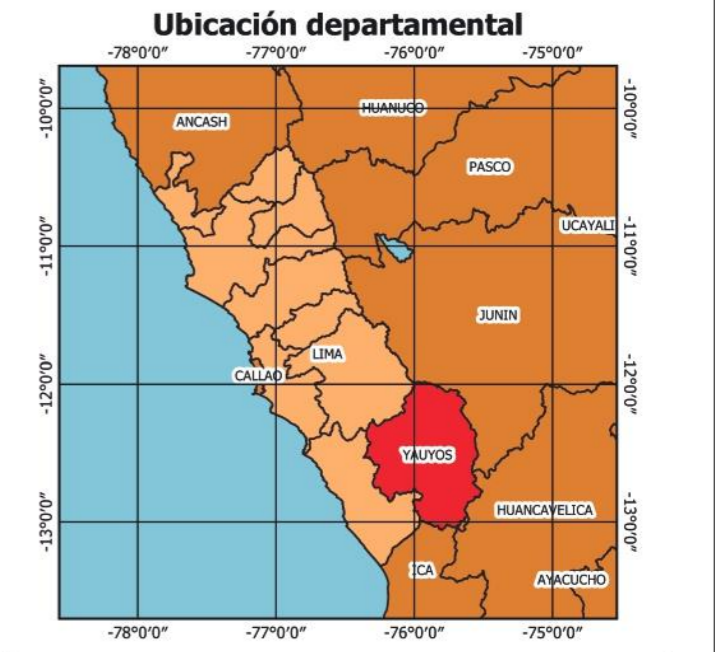 Ubicación departamental
-78°0′0″ -77°0′0″ -76°0′0″ -75°0′0″
-10°0′0″ -10°0′0″
HUANUCO
ANCASH
PASCO
UCAYALI
-11°0′0″ -11°0′0″
JUNIN
LIMA
CALLAO
-12°0′0″ -12°0′0″
YAUYOS
HUANCAVELICA
-13°0′0″ -13°0′0″
ICA
AYACUCHO
-78°0′0″ -77°0′0″ -76°0′0″ -75°0′0″